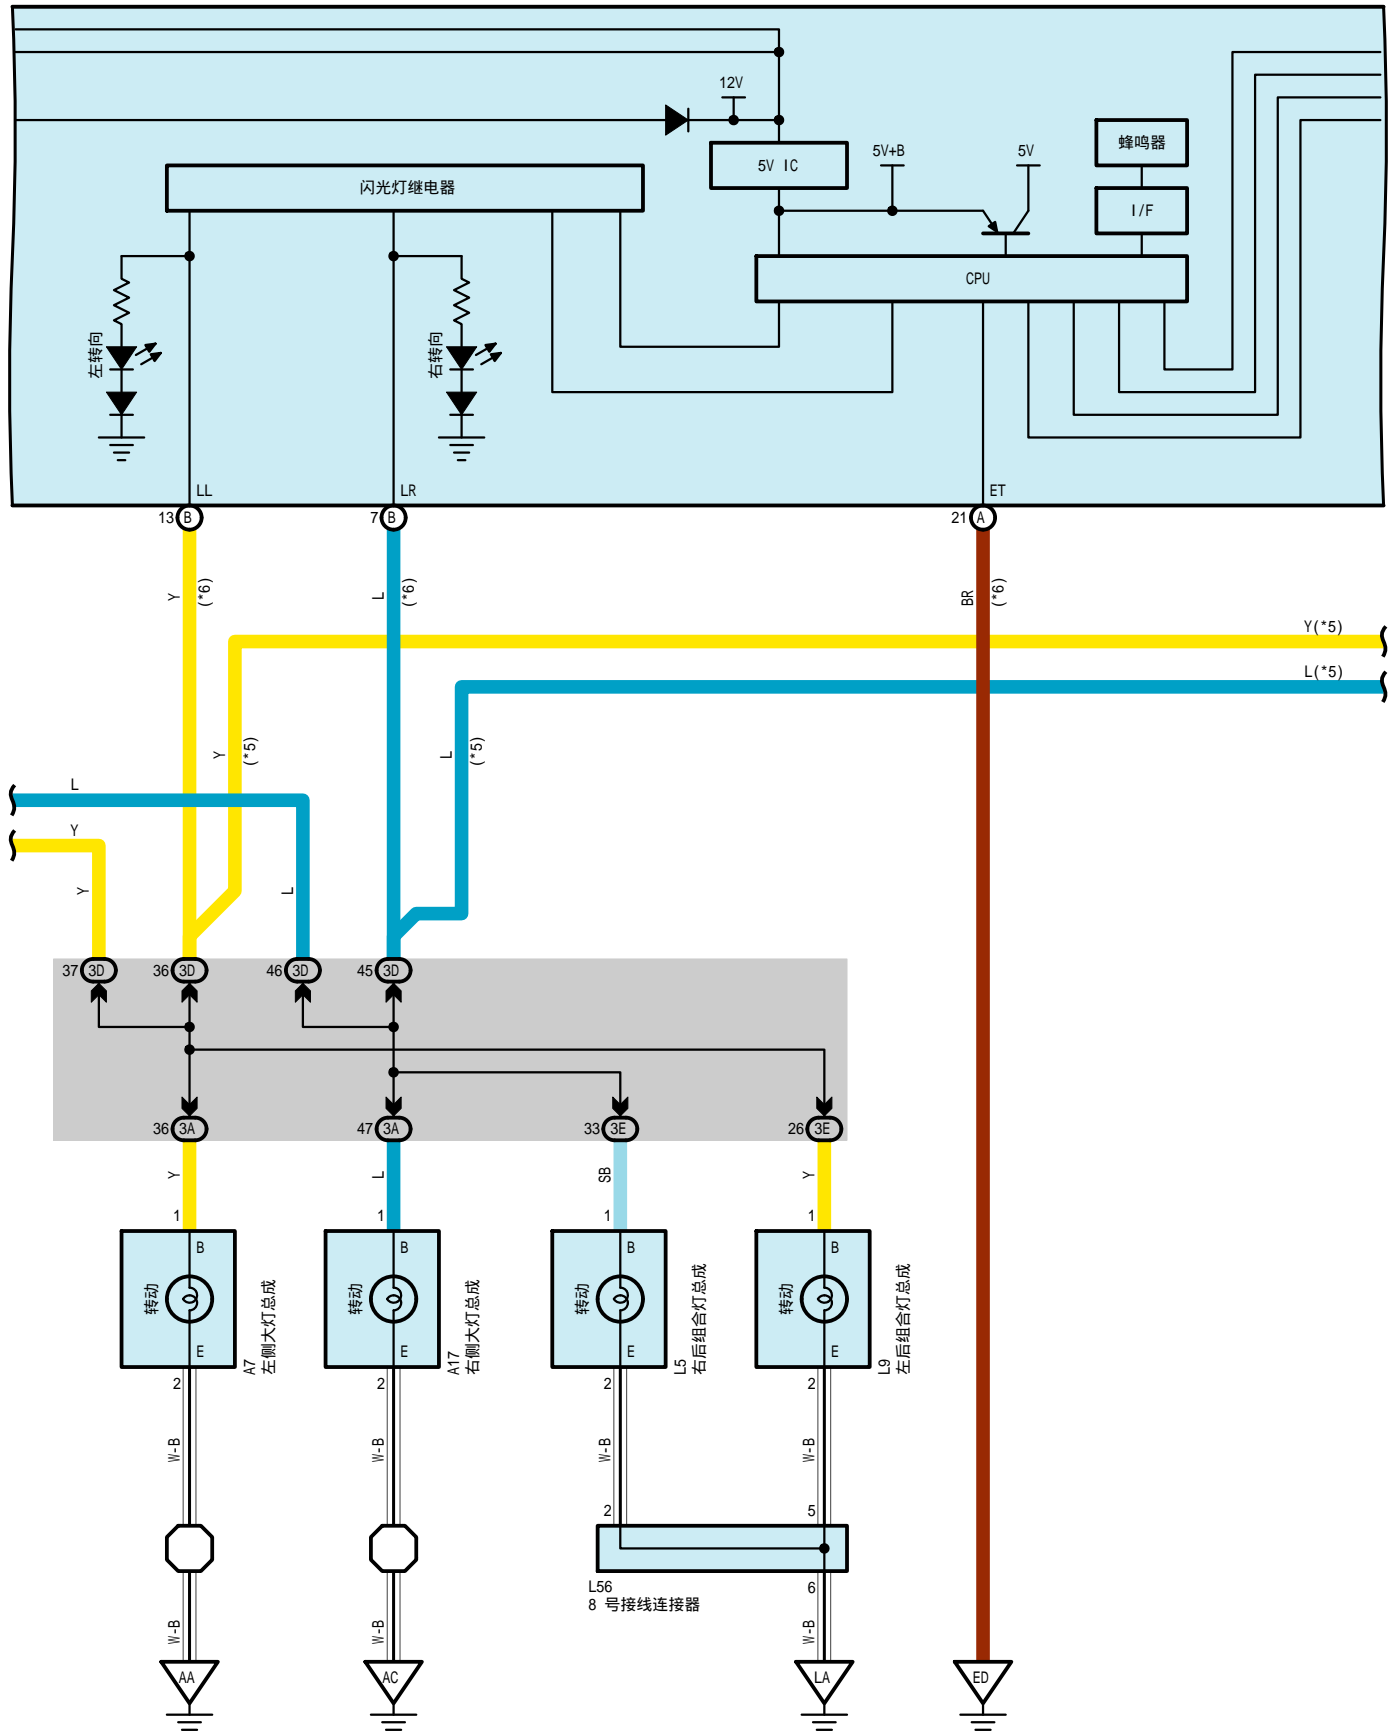 12V
5V IC
5V+B
5V
蜂鸣器
I/F
闪光灯继电器
CPU
左转向
右转向
LL
LR
ET
13 B
7 B
21 A
Y
(*6)
L
(*6)
BR
(*6)
Y(*5)
L(*5)
Y
(*5)
L
(*5)
L
Y
Y
L
37 3D
36 3D
46 3D
45 3D
36 3A
47 3A
33 3E
26 3E
Y
L
SB
Y
1
1
1
1
B
B
B
B
转动
转动
转动
转动
E
E
E
E
A7
左侧大灯总成
A17
右侧大灯总成
L5
右后组合灯总成
L9
左后组合灯总成
2
2
2
2
W-B
W-B
W-B
W-B
2
5
L56
8 号接线连接器
6
W-B
W-B
W-B
AA
AC
LA
ED